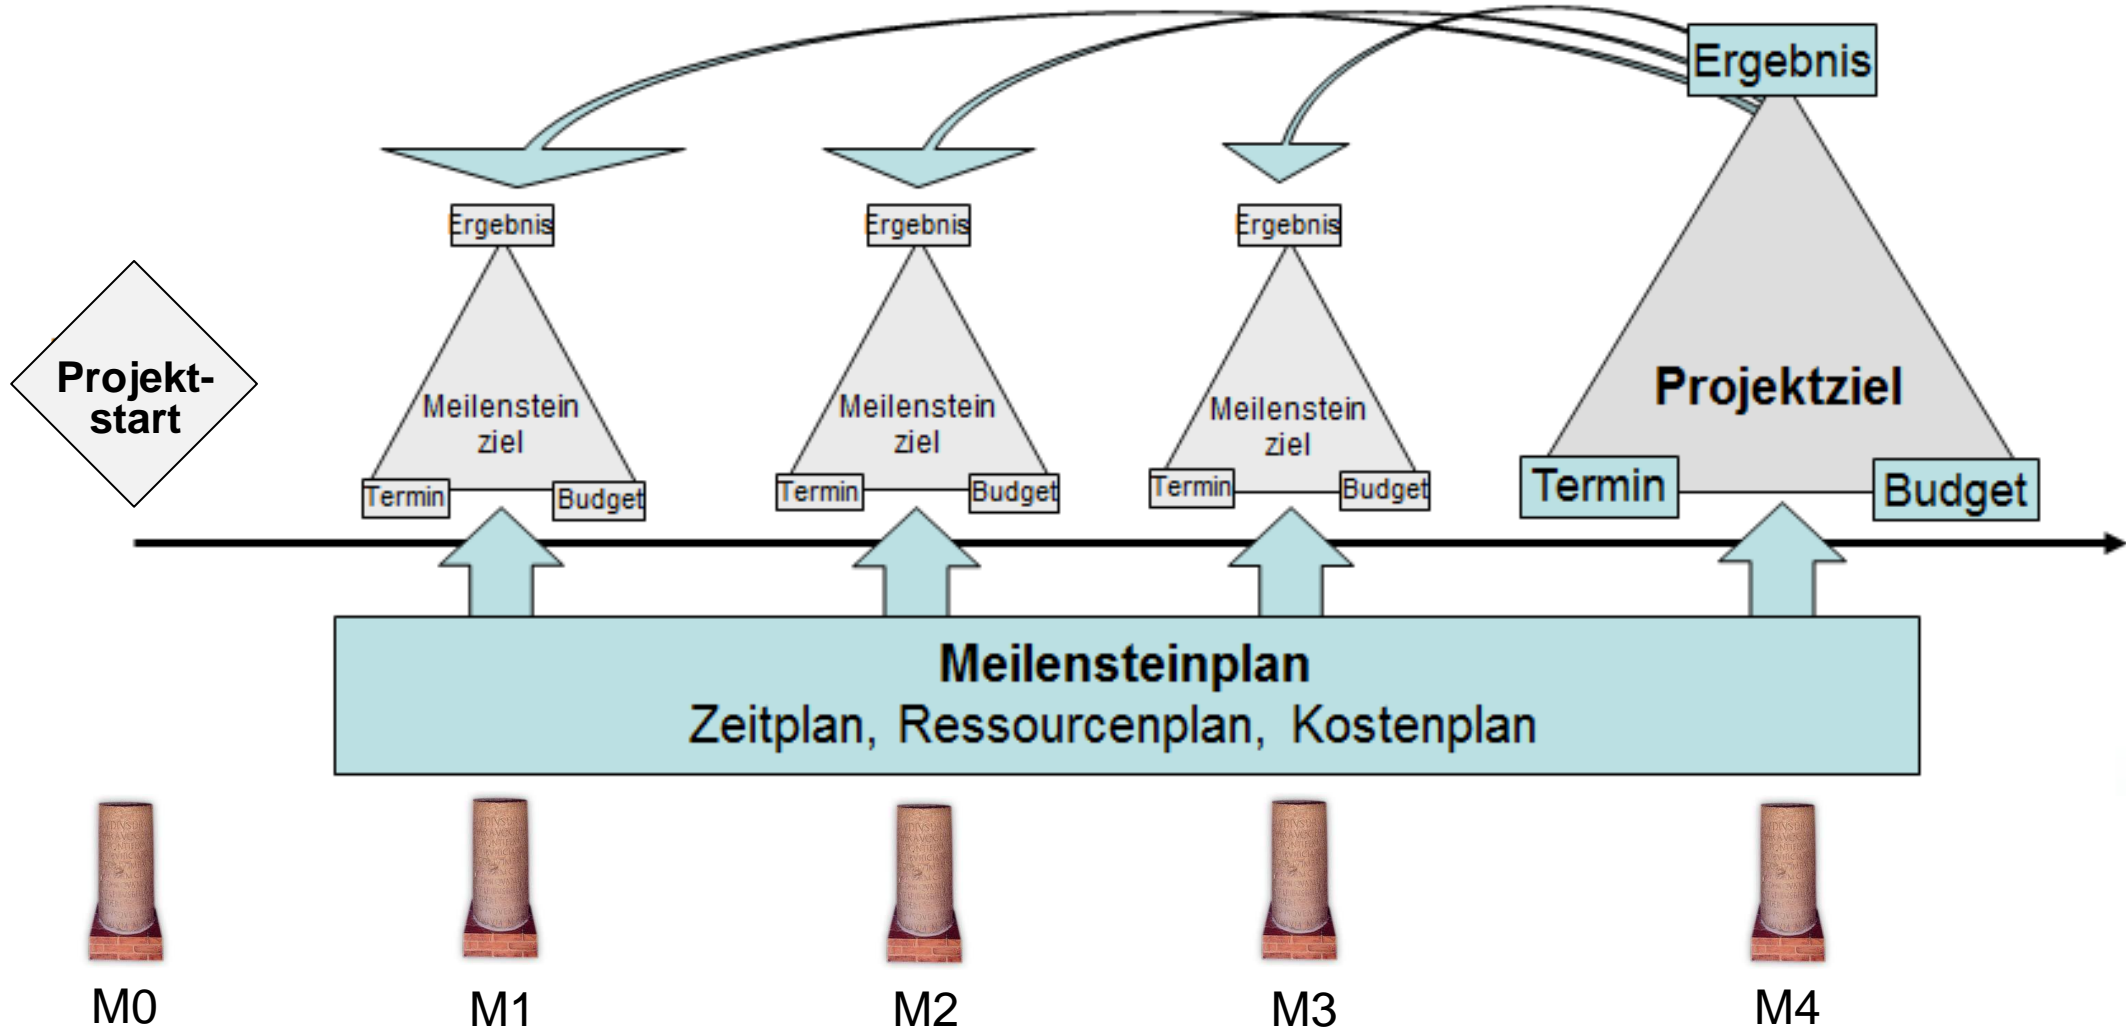 Ergebnis
Ergebnis
Ergebnis
Ergebnis
Projekt-
start
Meilenstein
ziel
Meilenstein
ziel
Meilenstein
ziel
Projektziel
Termin
Budget
Termin
Budget
Termin
Budget
Termin
Budget
Meilensteinplan
Zeitplan, Ressourcenplan, Kostenplan
M0
M1
M2
M3
M4